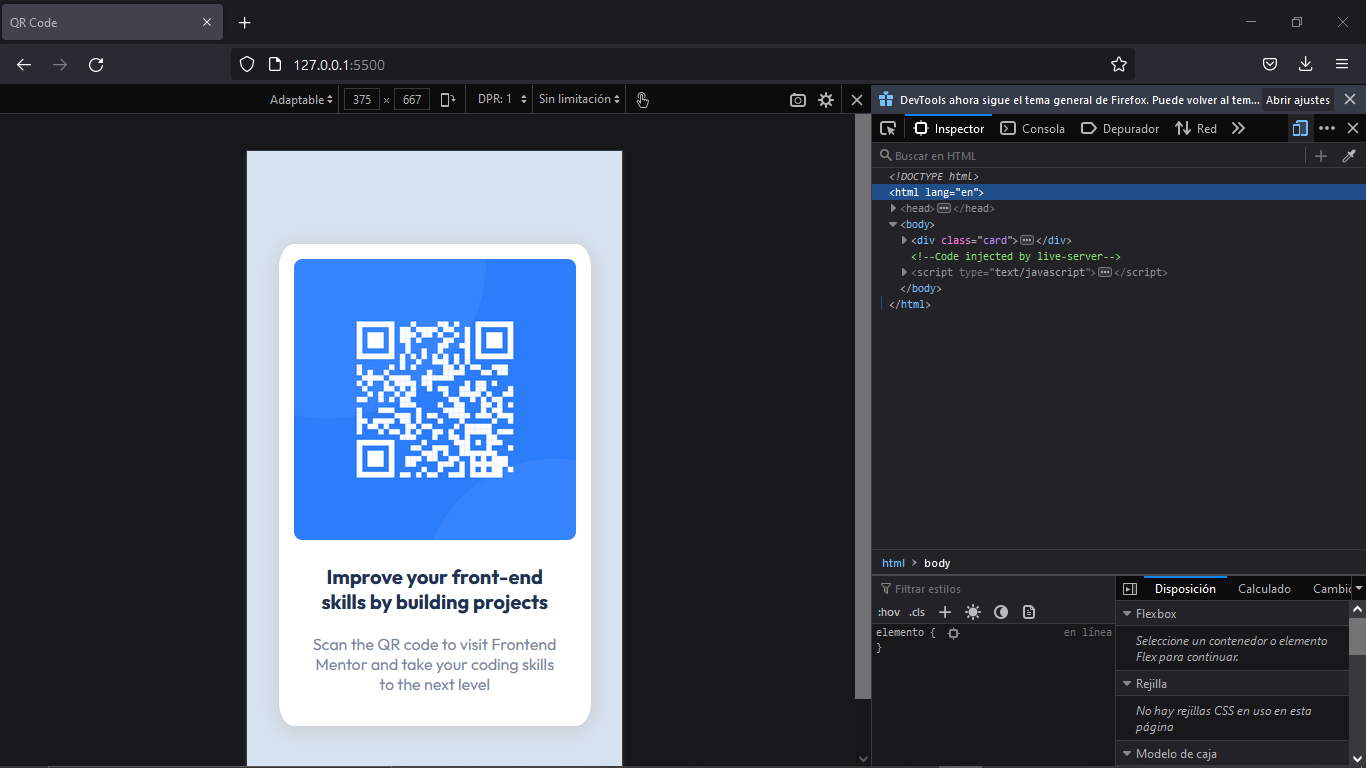 QR Code
127.0.0.1:5500
Adaptable 375 × 667 DPR: 1 Sin limitación
DevTools ahora sigue el tema general de Firefox. Puede volver al tem... Abrir ajustes
Inspector Consola Depurador Red
Buscar en HTML
<!DOCTYPE html>
<html lang="en">
<head></head>
<body>
<div class="card"></div>
<!--Code injected by live-server-->
<script type="text/javascript"></script>
</body>
</html>
html > body
Filtrar estilos
:hov .cls
elemento { en línea
}
Disposición Calculado Cambic
Flexbox
Seleccione un contenedor o elemento
Flex para continuar.
Rejilla
No hay rejillas CSS en uso en esta
página
Modelo de caja
Improve your front-end
skills by building projects
Scan the QR code to visit Frontend
Mentor and take your coding skills
to the next level